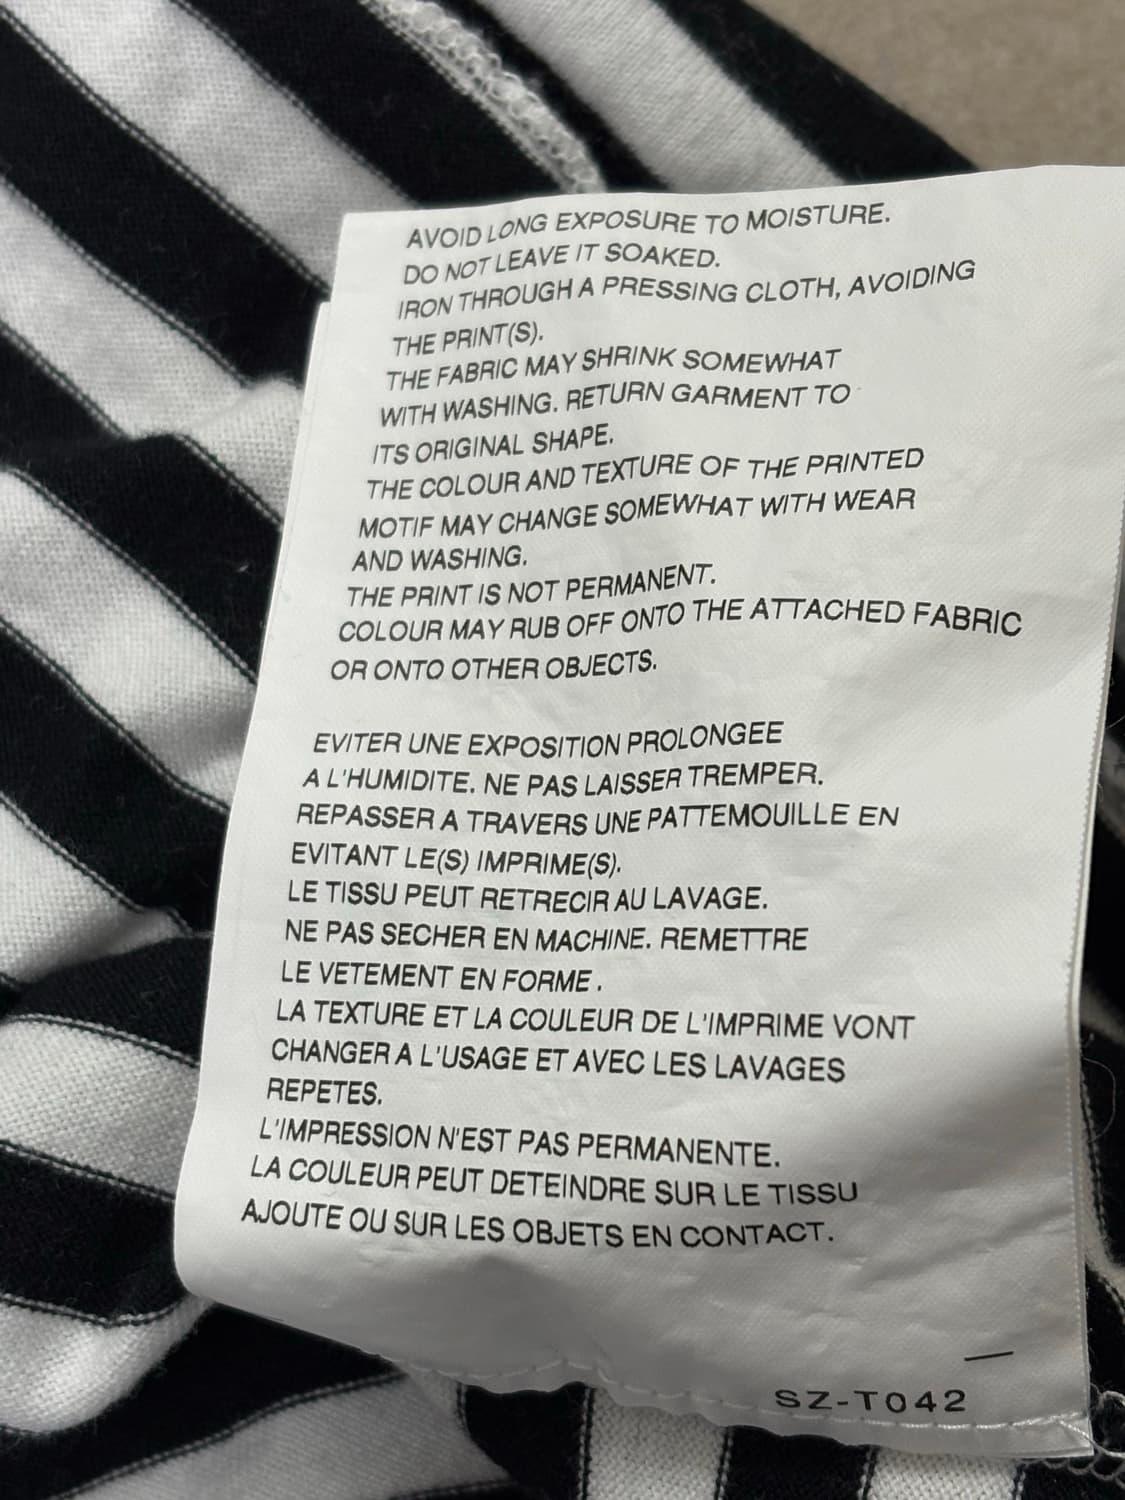 AVOID LONG EXPOSURE TO MOISTURE.
DO NOT LEAVE IT SOAKED.
IRON THROUGH A PRESSING CLOTH, AVOIDING
THE PRINT(S).
THE FABRIC MAY SHRINK SOMEWHAT
WITH WASHING. RETURN GARMENT TO
ITS ORIGINAL SHAPE.
THE COLOUR AND TEXTURE OF THE PRINTED
MOTIF MAY CHANGE SOMEWHAT WITH WEAR
AND WASHING.
THE PRINT IS NOT PERMANENT.
COLOUR MAY RUB OFF ONTO THE ATTACHED FABRIC
OR ONTO OTHER OBJECTS.
EVITER UNE EXPOSITION PROLONGEE
A L'HUMIDITE. NE PAS LAISSER TREMPER.
REPASSER A TRAVERS UNE PATTEMOUILLE EN
EVITANT LE(S) IMPRIME(S).
LE TISSU PEUT RETRECIR AU LAVAGE.
NE PAS SECHER EN MACHINE. REMETTRE
LE VETEMENT EN FORME.
LA TEXTURE ET LA COULEUR DE L'IMPRIME VONT
CHANGER A L'USAGE ET AVEC LES LAVAGES
REPETES.
L'IMPRESSION N'EST PAS PERMANENTE.
LA COULEUR PEUT DETEINDRE SUR LE TISSU
AJOUTE OU SUR LES OBJETS EN CONTACT.
SZ-T042